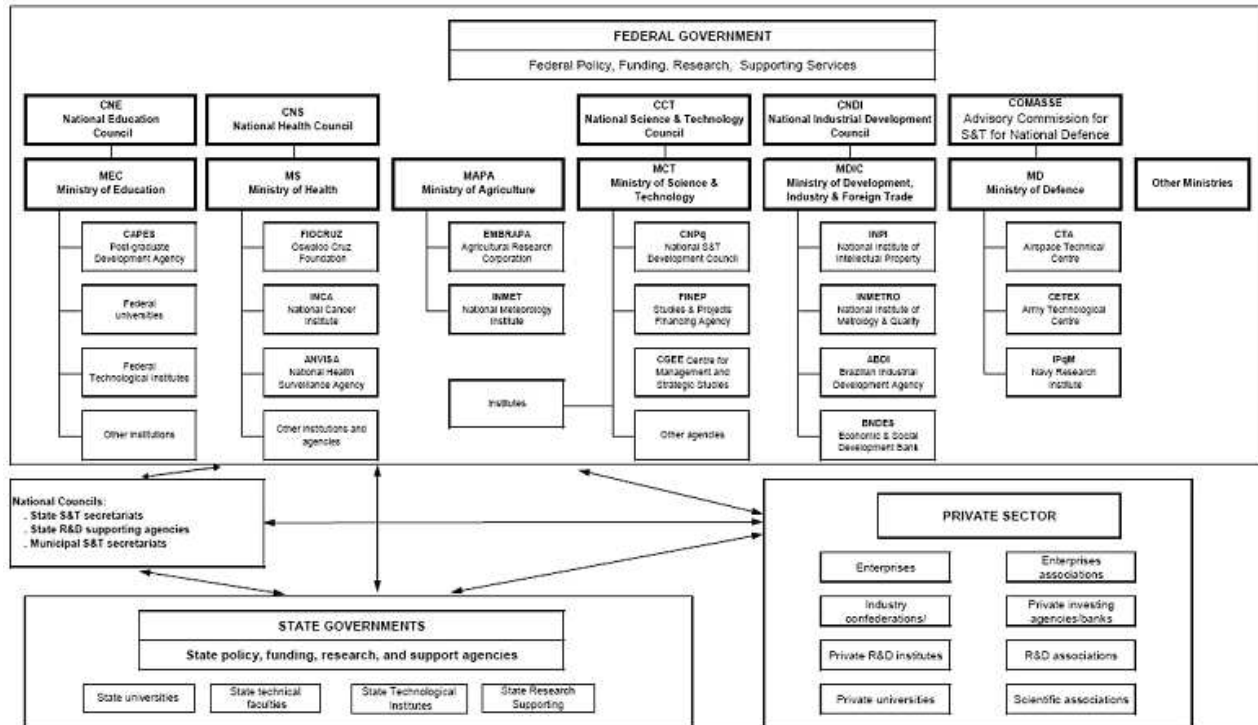 FEDERAL GOVERNMENT
Federal Policy, Funding, Research, Supporting Services
CNE
National Education
Council
CNS
National Health Council
CCT
National Science & Technology
Council
CNDI
National Industrial Development
Council
COMASSE
Advisory Commission for
S&T for National Defence
MEC
Ministry of Education
MS
Ministry of Health
MAPA
Ministry of Agriculture
MCT
Ministry of Science &
Technology
MDIC
Ministry of Development,
Industry & Foreign Trade
MD
Ministry of Defence
Other Ministries
CAPES
Post-graduate
Development Agency
Federal
universities
Federal
Technological Institutes
Other institutions
FIOCRUZ
Oswaloo Cruz
Foundation
INCA
National Cancer
Institute
ANVISA
National Health
Surveillance Agency
Other institutions and
agencies
EMBRAPA
Agricultural Research
Corporation
INMET
National Meteorology
Institute
Institutes
CNPq
National S&T
Development Council
FINEP
Studies & Projects
Financing Agency
CGEE Centre for
Management and
Strategic Studies
Other agencies
INPI
National Institute of
Intellectual Property
INMETRO
National Institute of
Metrology & Quality
ABDI
Brazilian Industrial
Development Agency
BNDES
Economic & Social
Development Bank
CTA
Airspace Technical
Centre
CETEX
Army Technological
Centre
IPqM
Navy Research
Institute
National Councils:
. State S&T secretariats
. State R&D supporting agencies
. Municipal S&T secretariats
STATE GOVERNMENTS
State policy, funding, research, and support agencies
State universities
State technical
faculties
State Technological
Institutes
State Research
Supporting
PRIVATE SECTOR
Enterprises
Enterprises
associations
Industry
confederations/
Private investing
agencies/banks
Private R&D institutes
R&D associations
Private universities
Scientific associations